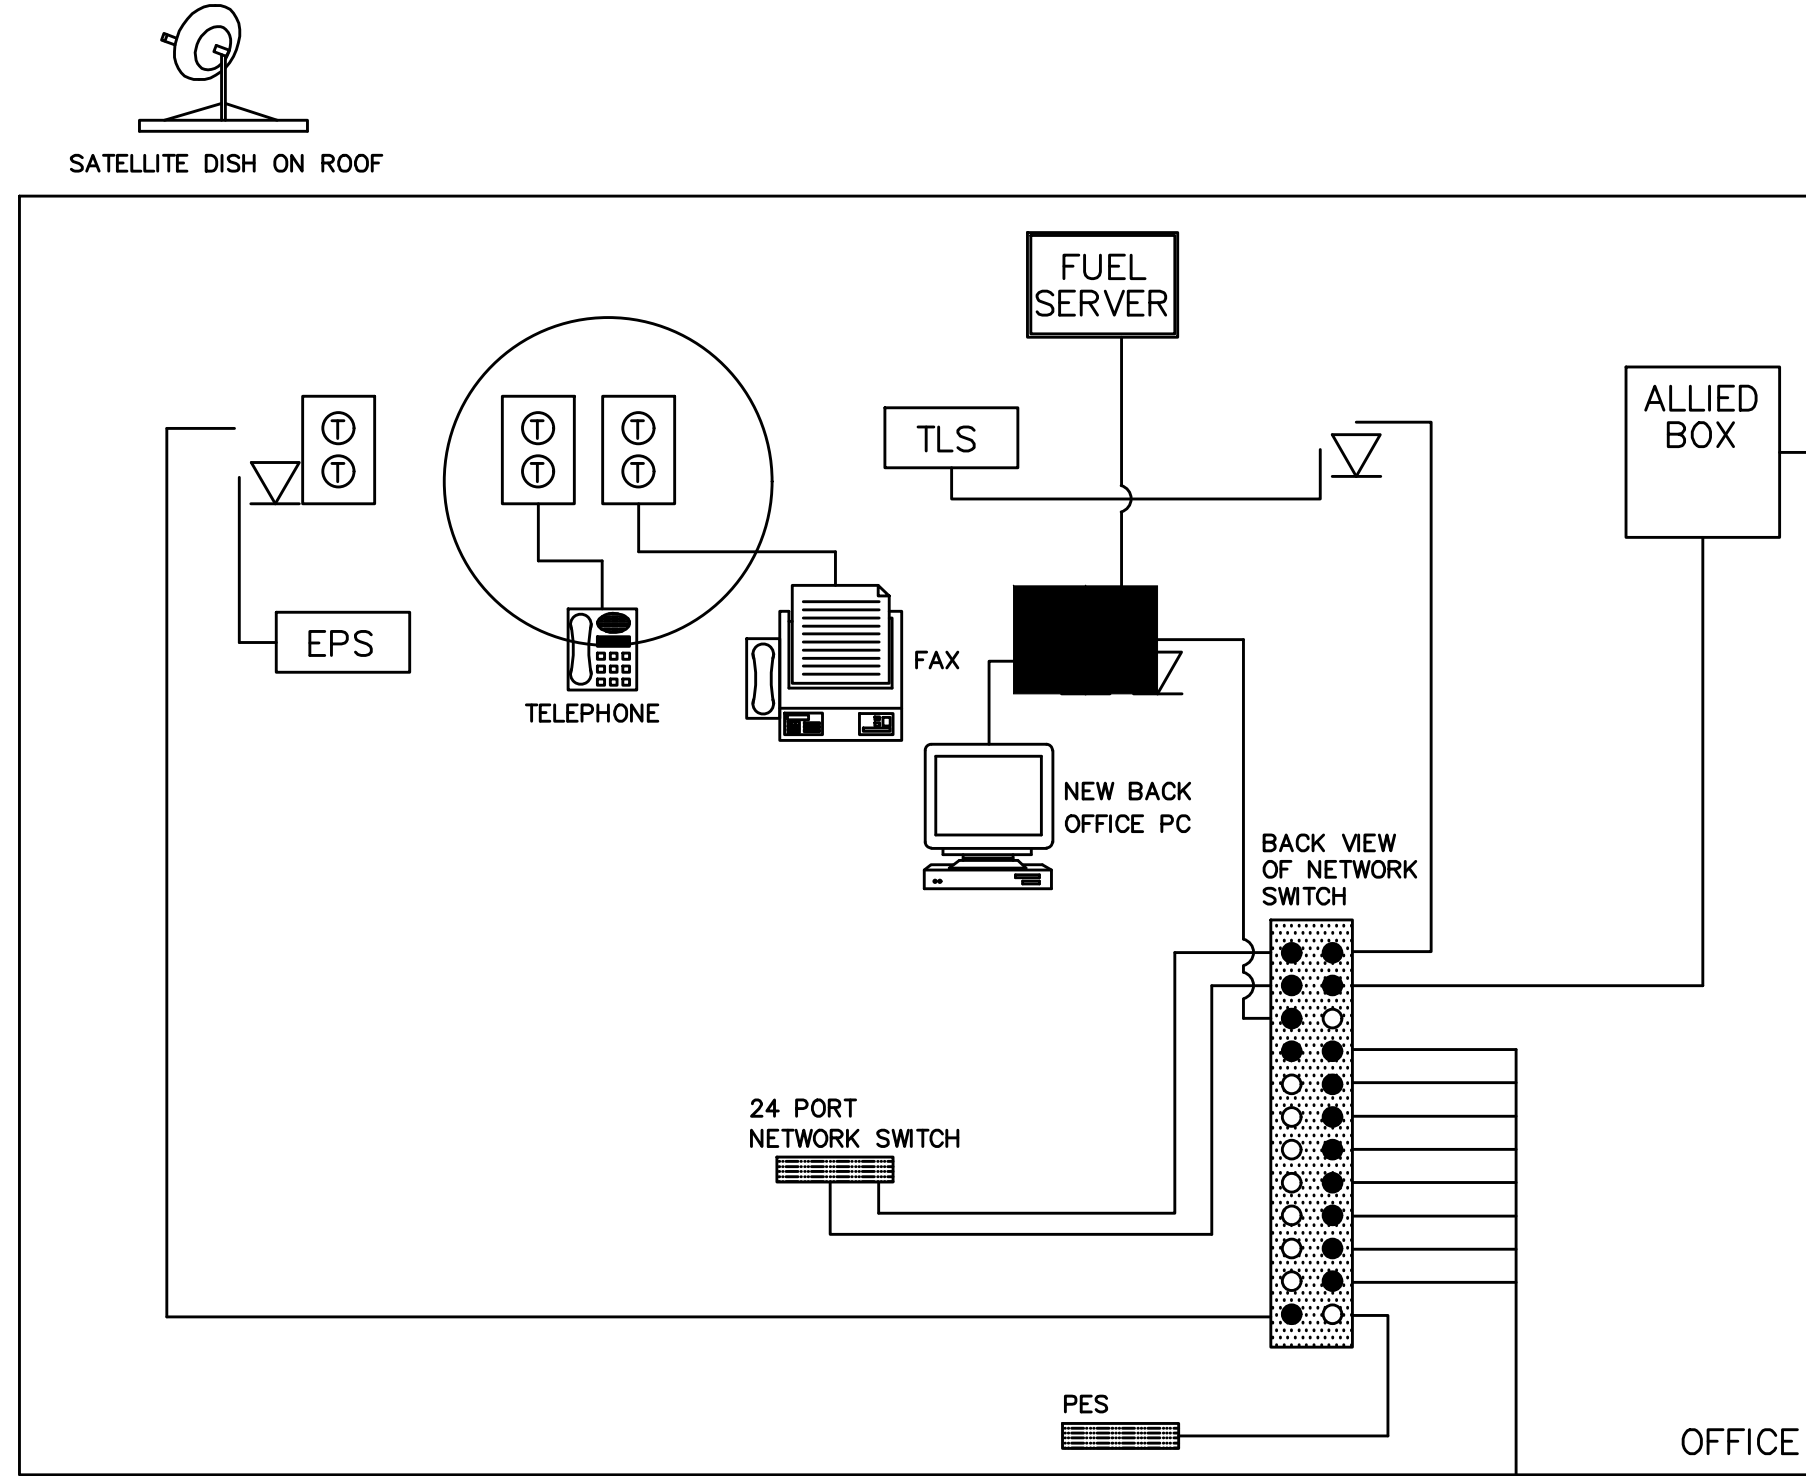 SATELLITE DISH ON ROOF
FUEL
SERVER
ALLIED
BOX
T
T
T
T
T
T
TLS
EPS
FAX
TELEPHONE
NEW BACK
OFFICE PC
BACK VIEW
OF NETWORK
SWITCH
24 PORT
NETWORK SWITCH
PES
OFFICE